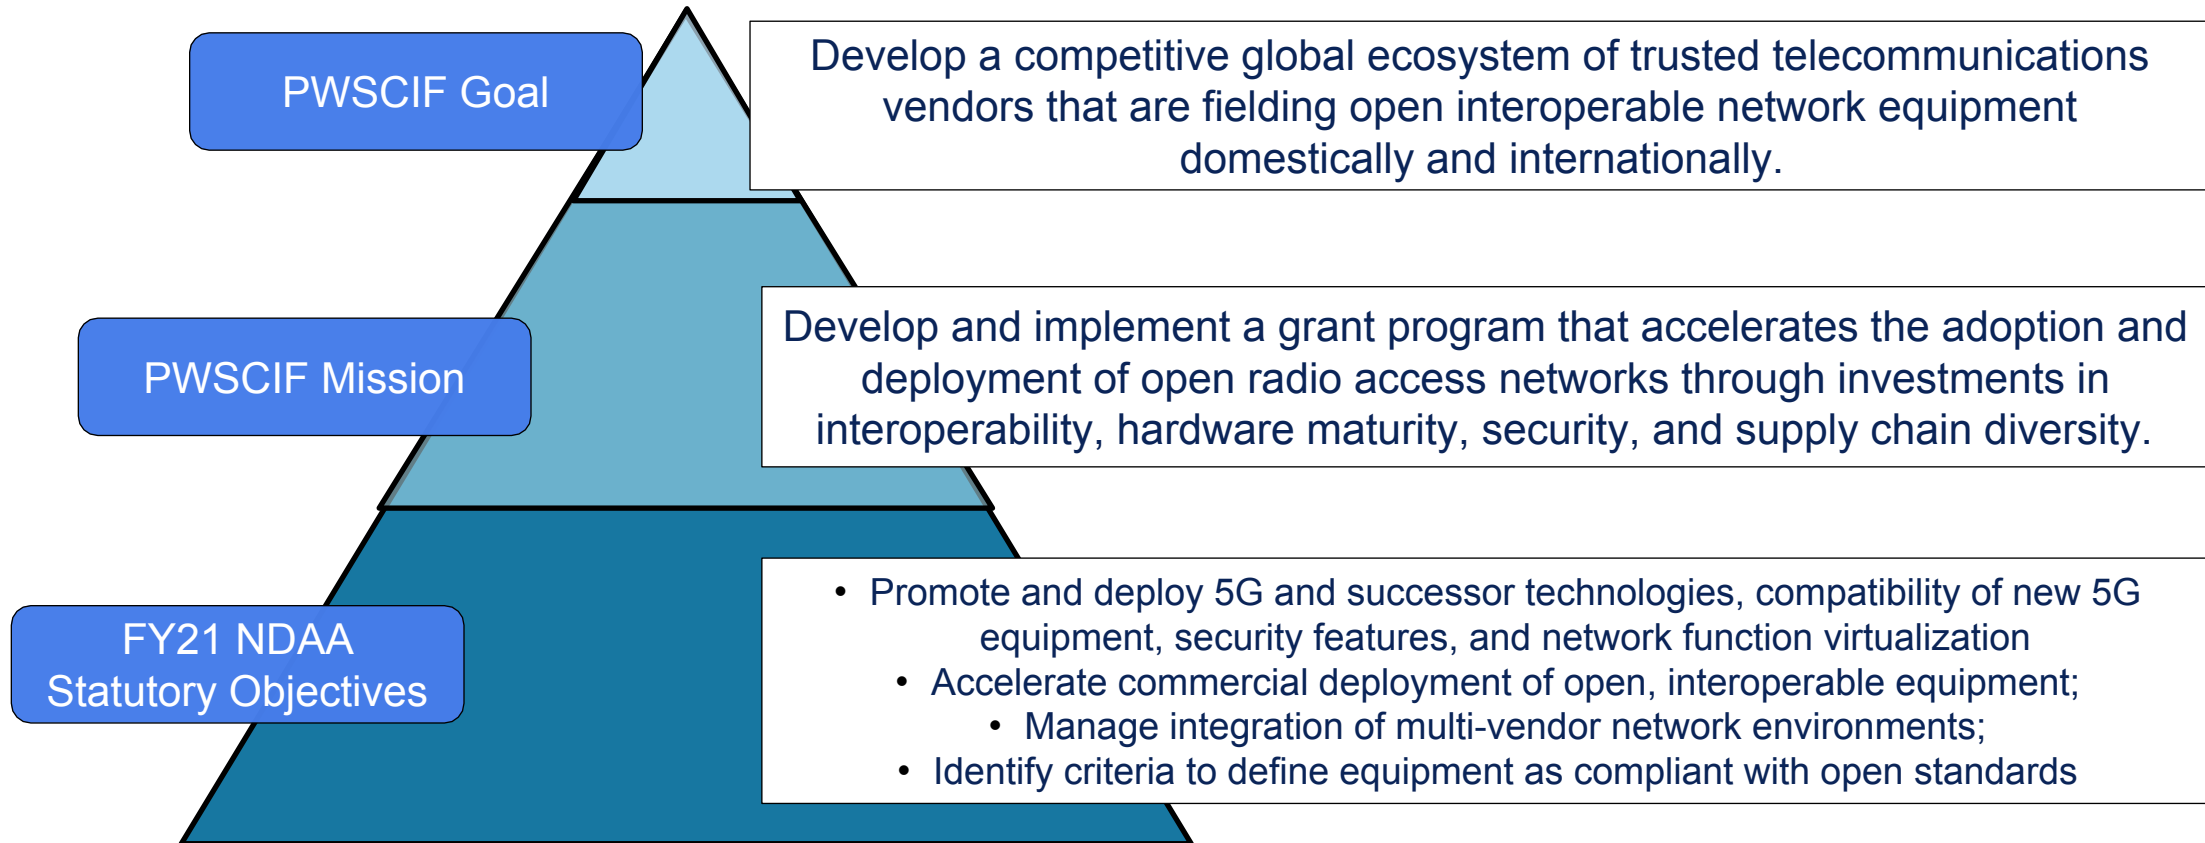 PWSCIF Goal
Develop a competitive global ecosystem of trusted telecommunications
vendors that are fielding open interoperable network equipment
domestically and internationally.
PWSCIF Mission
Develop and implement a grant program that accelerates the adoption and
deployment of open radio access networks through investments in
interoperability, hardware maturity, security, and supply chain diversity.
FY21 NDAA
Statutory Objectives
• Promote and deploy 5G and successor technologies, compatibility of new 5G
equipment, security features, and network function virtualization
• Accelerate commercial deployment of open, interoperable equipment;
• Manage integration of multi-vendor network environments;
• Identify criteria to define equipment as compliant with open standards